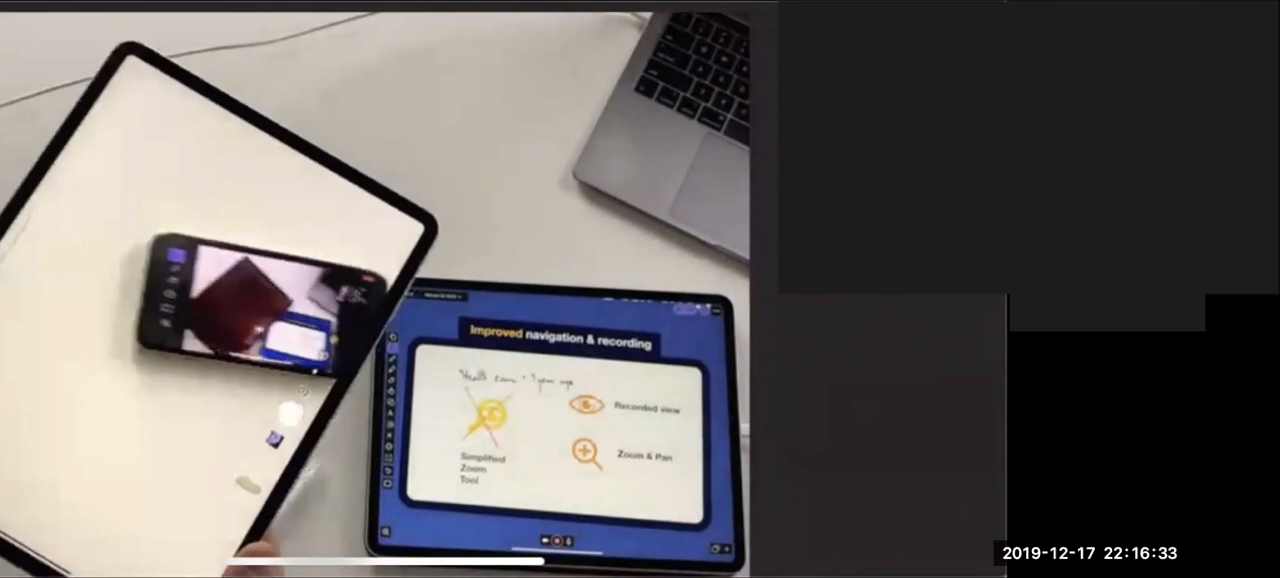 Improved navigation & recording
Recorded view
Simplified
Zoom
Tool
Zoom & Pan
2019-12-17 22:16:33